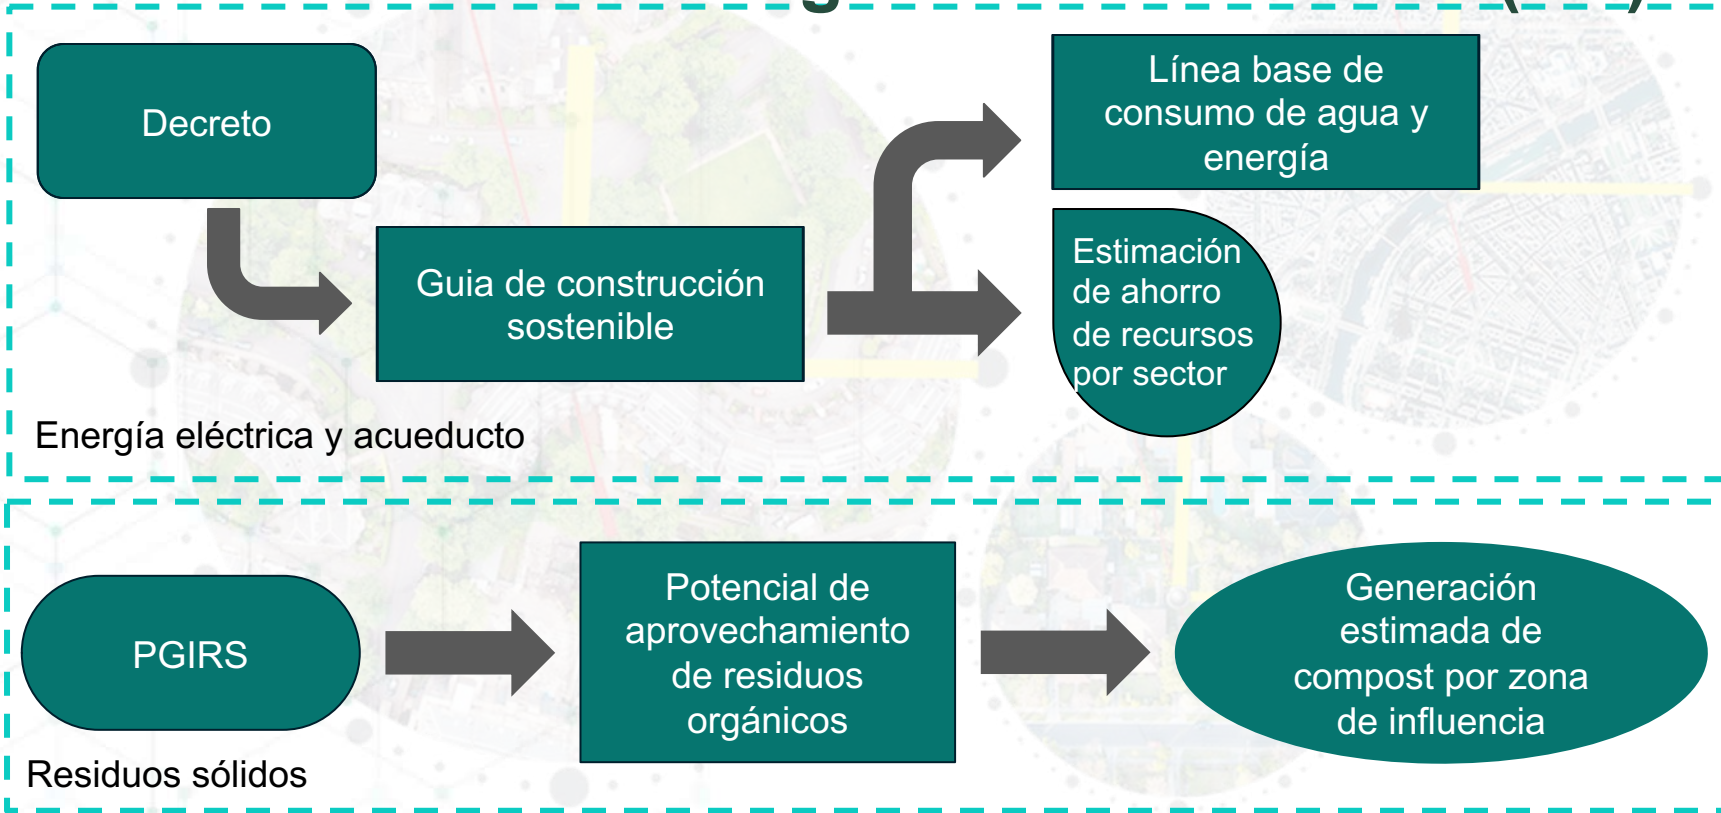 Decreto
Guia de construcción
sostenible
Línea base de
consumo de agua y
energía
Estimación
de ahorro
de recursos
por sector
Energía eléctrica y acueducto
PGIRS
Potencial de
aprovechamiento
de residuos
orgánicos
Generación
estimada de
compost por zona
de influencia
Residuos sólidos